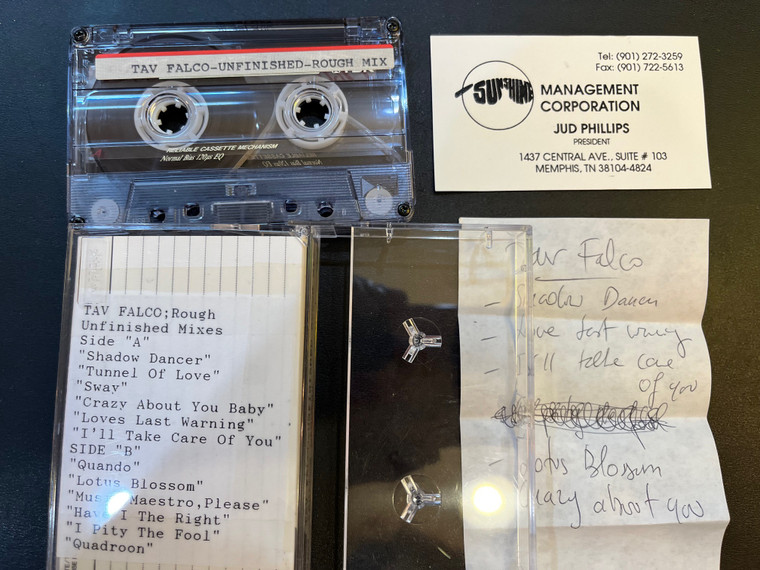 TAV FALCO-UNFINISHED-ROUGH MIX
RELIABLE CASSETTE MECHANISM
Normal Bias 120µs EQ
Tel: (901) 272-3259
Fax: (901) 722-5613
SUNSHINE
MANAGEMENT
CORPORATION
JUD PHILLIPS
PRESIDENT
1437 CENTRAL AVE., SUITE # 103
MEMPHIS, TN 38104-4824
TAV FALCO;Rough
Unfinished Mixes
Side "A"
"Shadow Dancer"
"Tunnel Of Love"
"Sway"
"Crazy About You Baby"
"Loves Last Warning"
"I'll Take Care Of You"
SIDE "B"
"Quando"
"Lotus Blossom"
"Music Maestro,Please"
"Have I The Right"
"I Pity The Fool"
"Quadroon"
Tav Falco
- Shadow Dancer
- Love last warning
- I'll take care
of you
- Lotus Blossom
Crazy about you